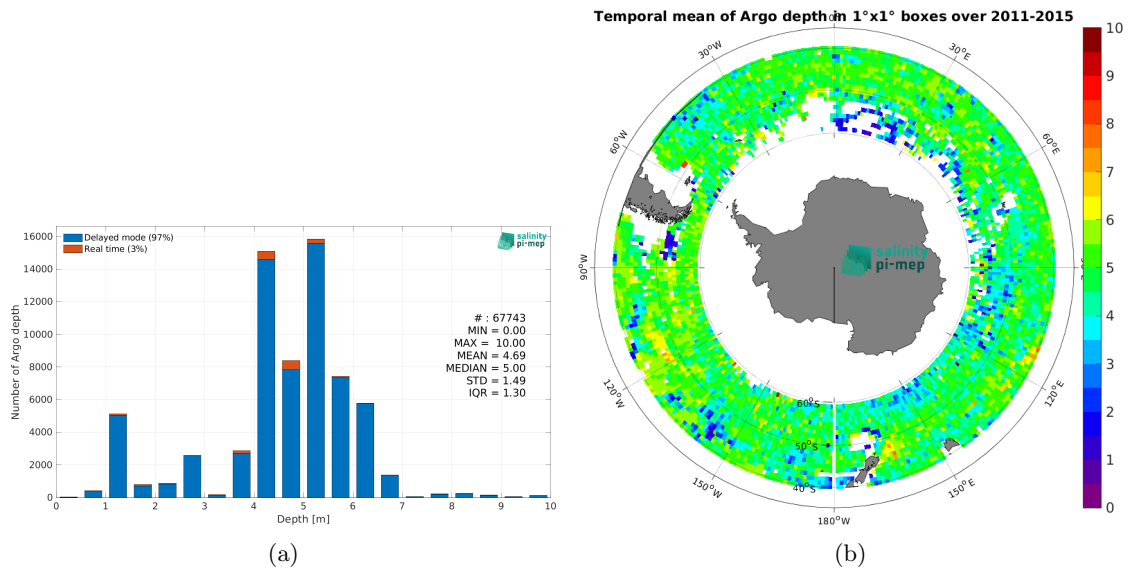 Temporal mean of Argo depth in 1°x1° boxes over 2011-2015
Delayed mode (97%)
Real time (3%)
salinity
pi-mep
# : 67743
MIN = 0.00
MAX = 10.00
MEAN = 4.69
MEDIAN = 5.00
STD = 1.49
IQR = 1.30
Number of Argo depth
16000
14000
12000
10000
8000
6000
4000
2000
0
0 1 2 3 4 5 6 7 8 9 10
Depth [m]
(a)
30°W
30°E
60°W
60°E
90°W
120°W
120°E
150°W
150°E
180°W
60°S
50°S
40°S
salinity
pi-mep
10
9
8
7
6
5
4
3
2
1
0
(b)